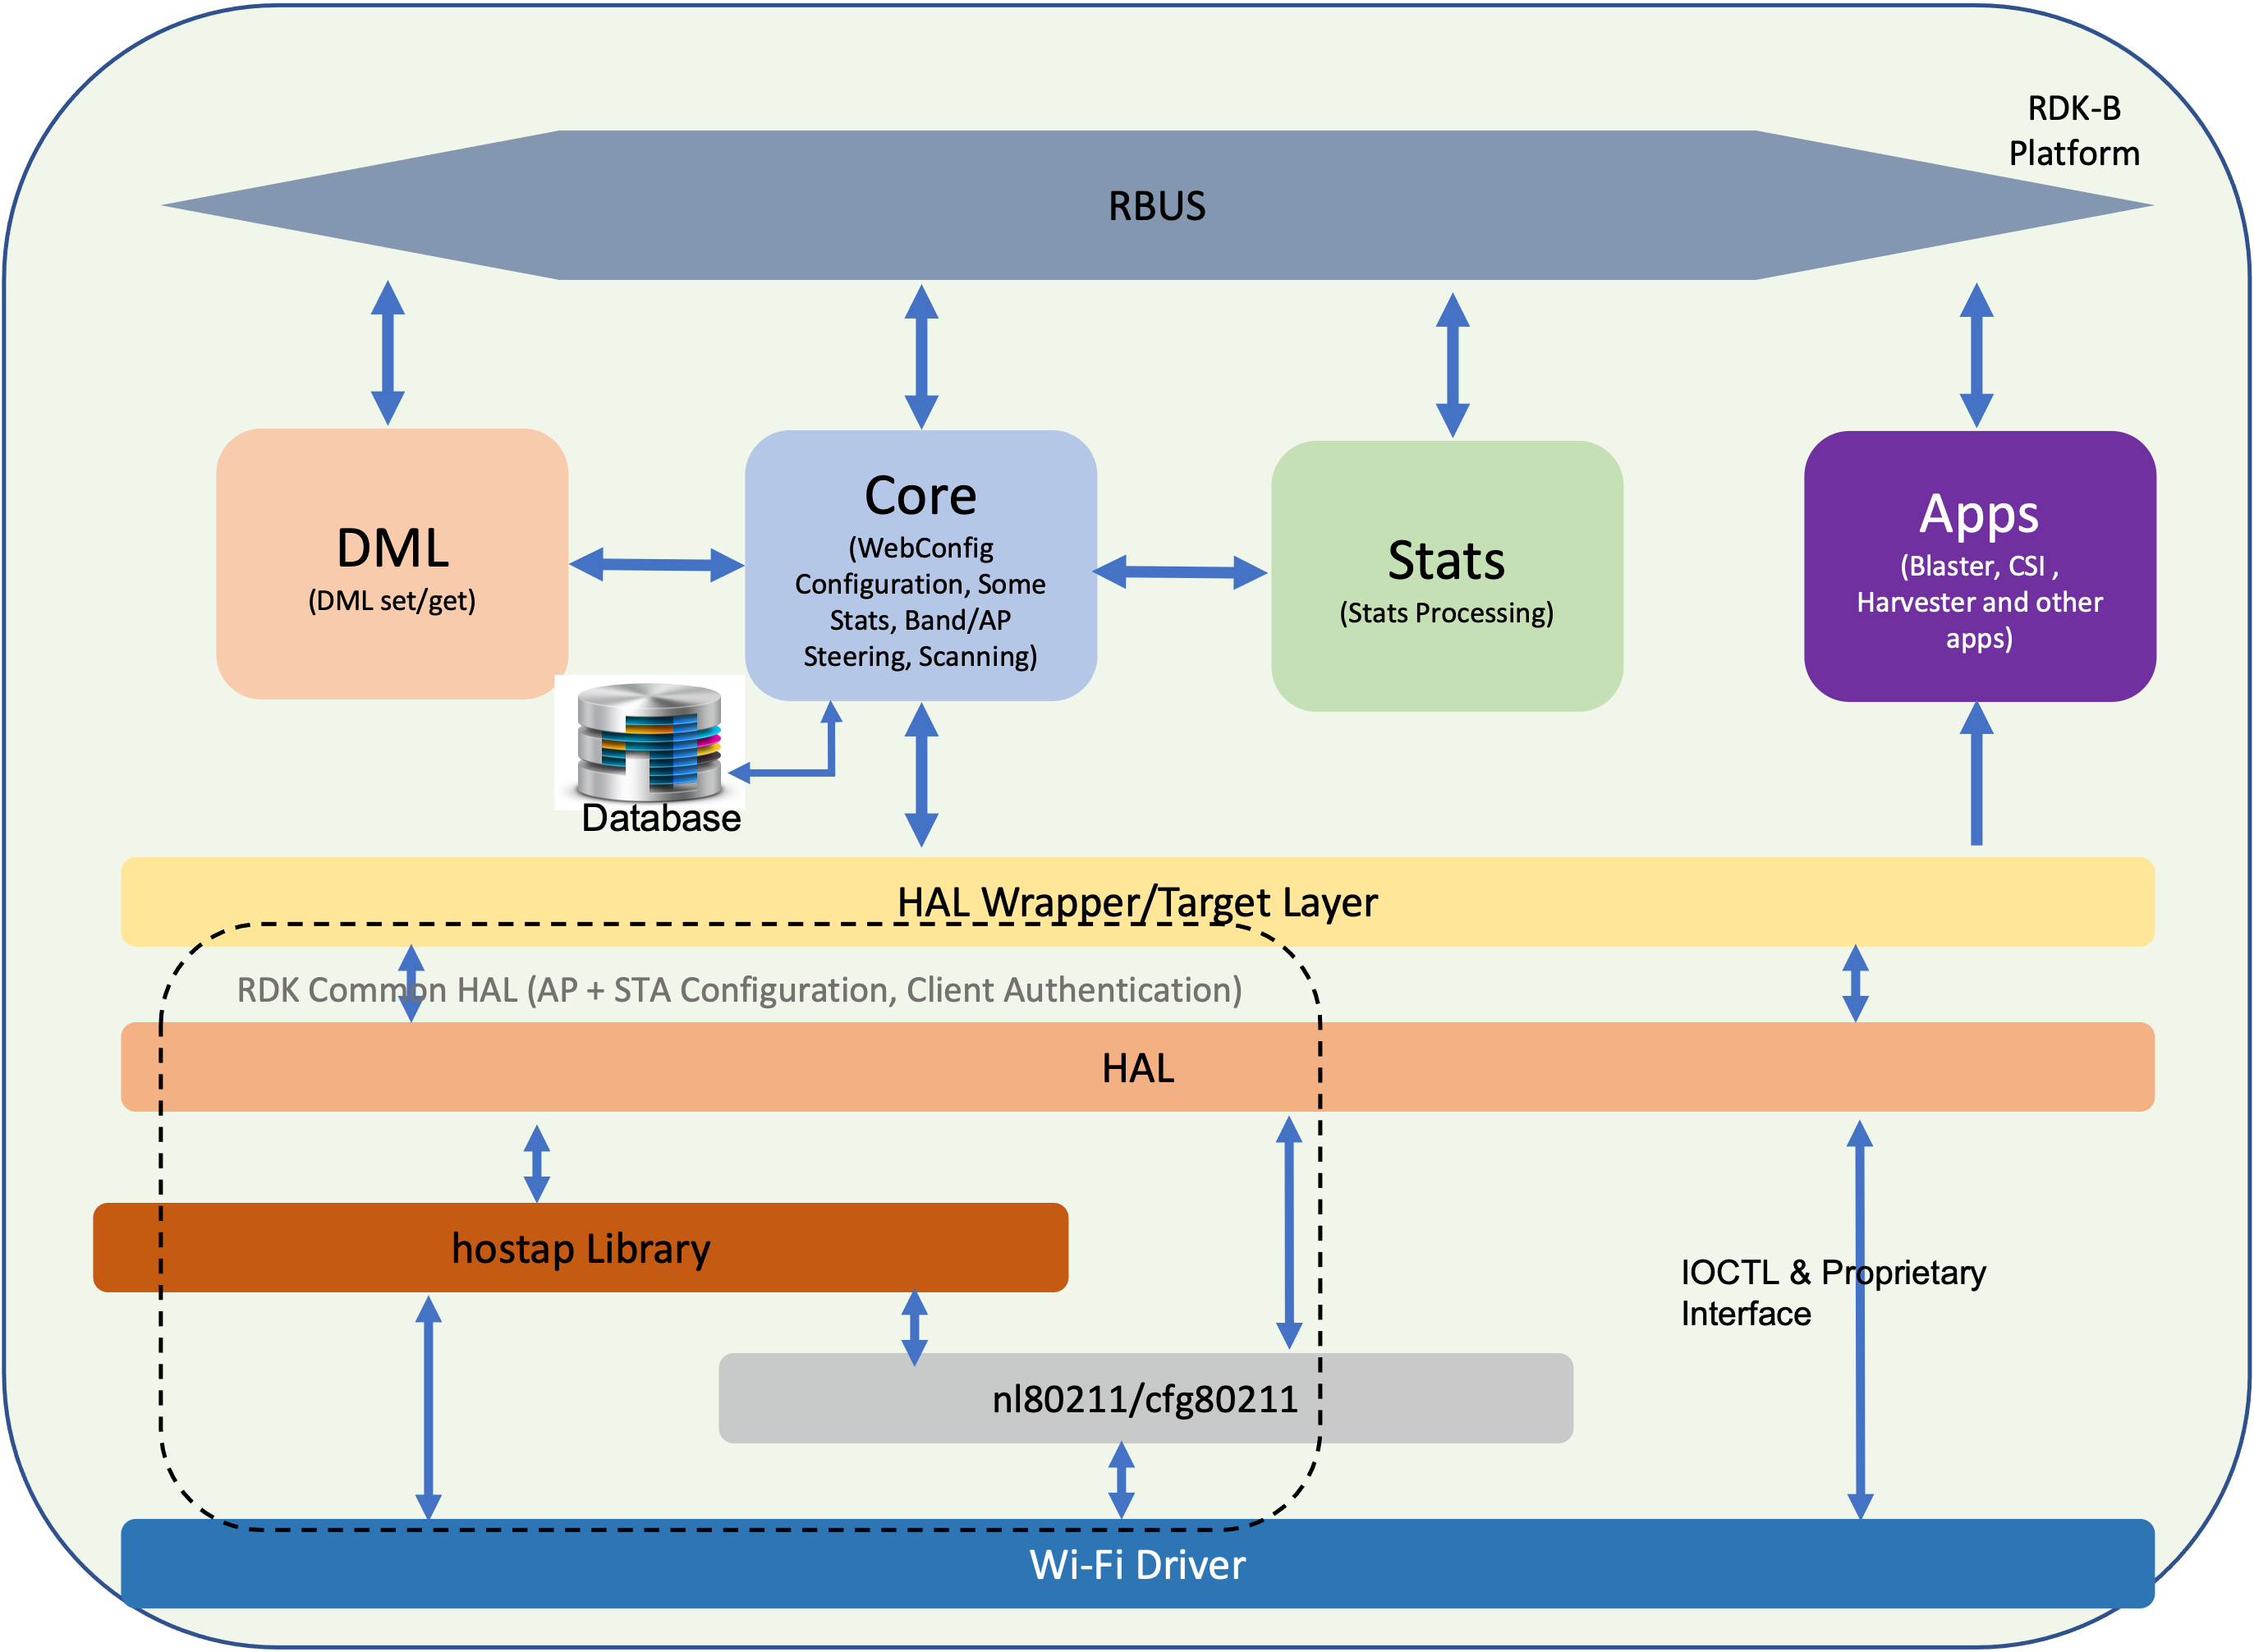 RDK-B
Platform
RBUS
DML
(DML set/get)
Core
(WebConfig
Configuration, Some
Stats, Band/AP
Steering, Scanning)
Stats
(Stats Processing)
Apps
(Blaster, CSI ,
Harvester and other
apps)
Database
HAL Wrapper/Target Layer
RDK Common HAL (AP + STA Configuration, Client Authentication)
HAL
hostap Library
IOCTL & Proprietary
Interface
nl80211/cfg80211
Wi-Fi Driver